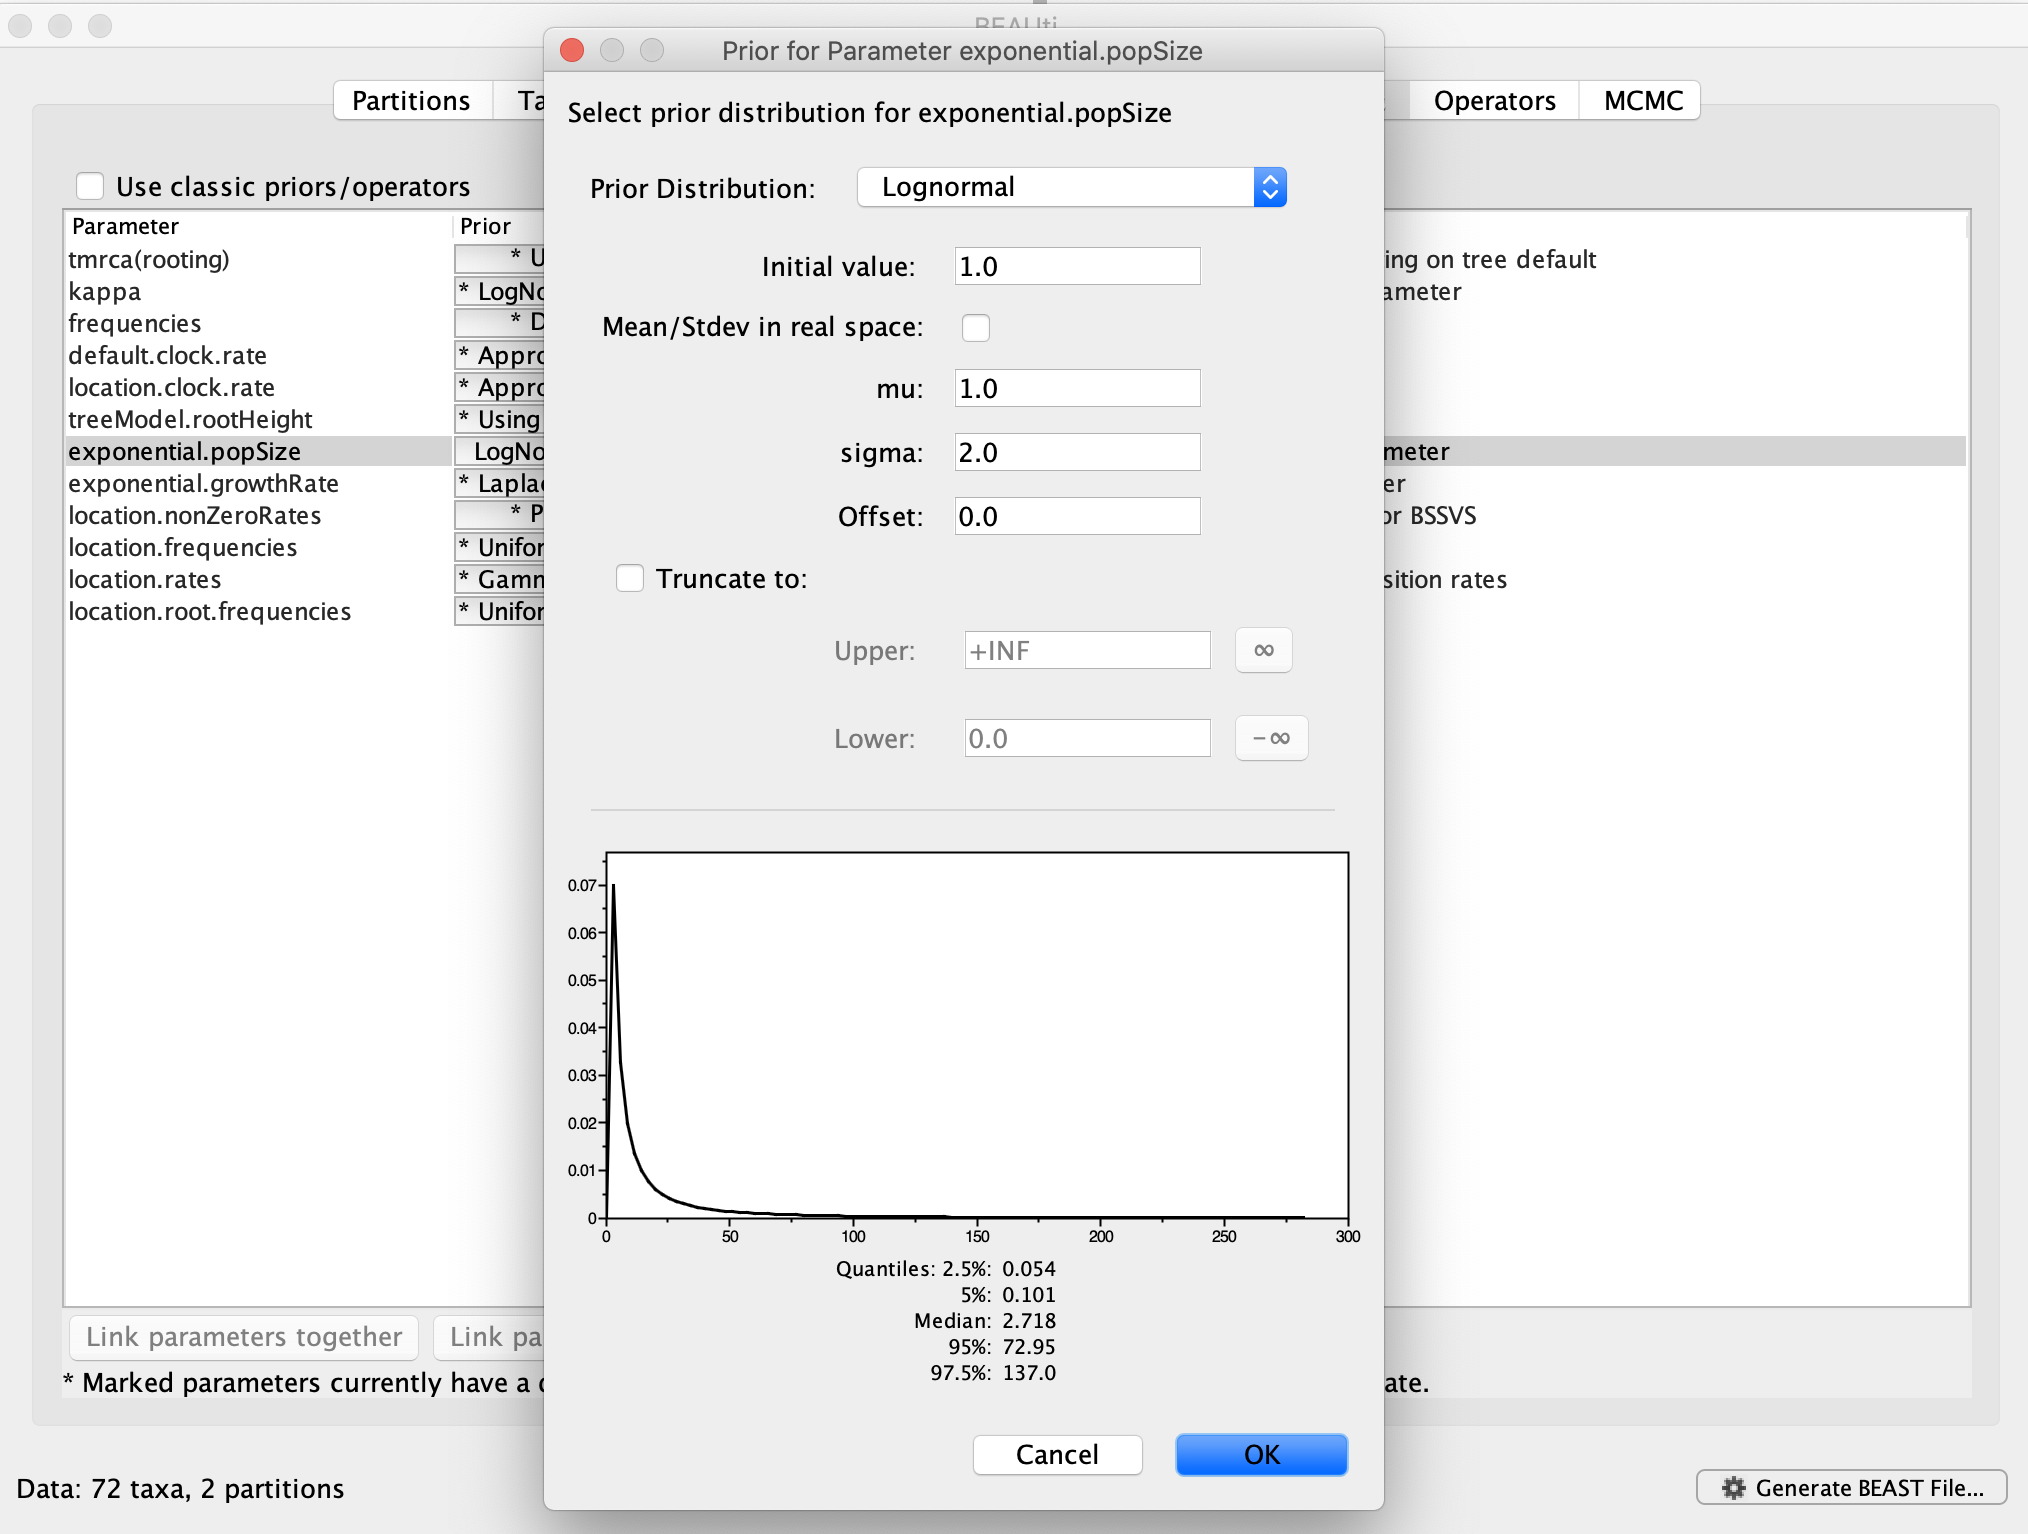 BEAUti
Prior for Parameter exponential.popSize
Partitions
Operators
MCMC
Select prior distribution for exponential.popSize
Use classic priors/operators
Prior Distribution: Lognormal
Parameter
Prior
tmrca(rooting)
* U
ing on tree default
kappa
* LogNo
ameter
frequencies
* D
default.clock.rate
* Appro
location.clock.rate
* Appro
treeModel.rootHeight
* Using
exponential.popSize
LogNo
meter
exponential.growthRate
* Lapla
er
location.nonZeroRates
* P
or BSSVS
location.frequencies
* Unifor
location.rates
* Gamm
sition rates
location.root.frequencies
* Unifor
Initial value: 1.0
Mean/Stdev in real space:
mu: 1.0
sigma: 2.0
Offset: 0.0
Truncate to:
Upper: +INF ∞
Lower: 0.0 −∞
0.07
0.06
0.05
0.04
0.03
0.02
0.01
0
0 50 100 150 200 250 300
Quantiles: 2.5%: 0.054
5%: 0.101
Median: 2.718
95%: 72.95
97.5%: 137.0
Link parameters together
Link pa
* Marked parameters currently have a
ate.
Cancel
OK
Data: 72 taxa, 2 partitions
Generate BEAST File...